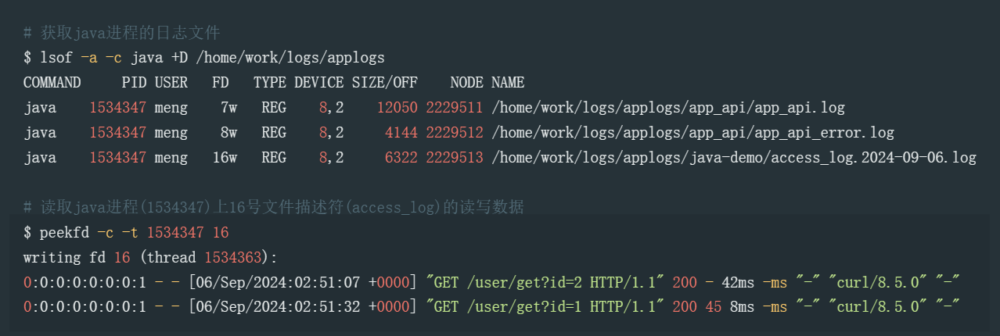 # 获取java进程的日志文件
$ lsof -a -c java +D /home/work/logs/applogs
COMMAND     PID USER   FD   TYPE DEVICE SIZE/OFF    NODE NAME
java    1534347 meng    7w   REG    8,2    12050 2229511 /home/work/logs/applogs/app_api/app_api.log
java    1534347 meng    8w   REG    8,2     4144 2229512 /home/work/logs/applogs/app_api/app_api_error.log
java    1534347 meng   16w   REG    8,2     6322 2229513 /home/work/logs/applogs/java-demo/access_log.2024-09-06.log
# 读取java进程(1534347)上16号文件描述符(access_log)的读写数据
$ peekfd -c -t 1534347 16
writing fd 16 (thread 1534363):
0:0:0:0:0:0:0:1 - - [06/Sep/2024:02:51:07 +0000] "GET /user/get?id=2 HTTP/1.1" 200 - 42ms -ms "-" "curl/8.5.0" "-"
0:0:0:0:0:0:0:1 - - [06/Sep/2024:02:51:32 +0000] "GET /user/get?id=1 HTTP/1.1" 200 45 8ms -ms "-" "curl/8.5.0" "-"